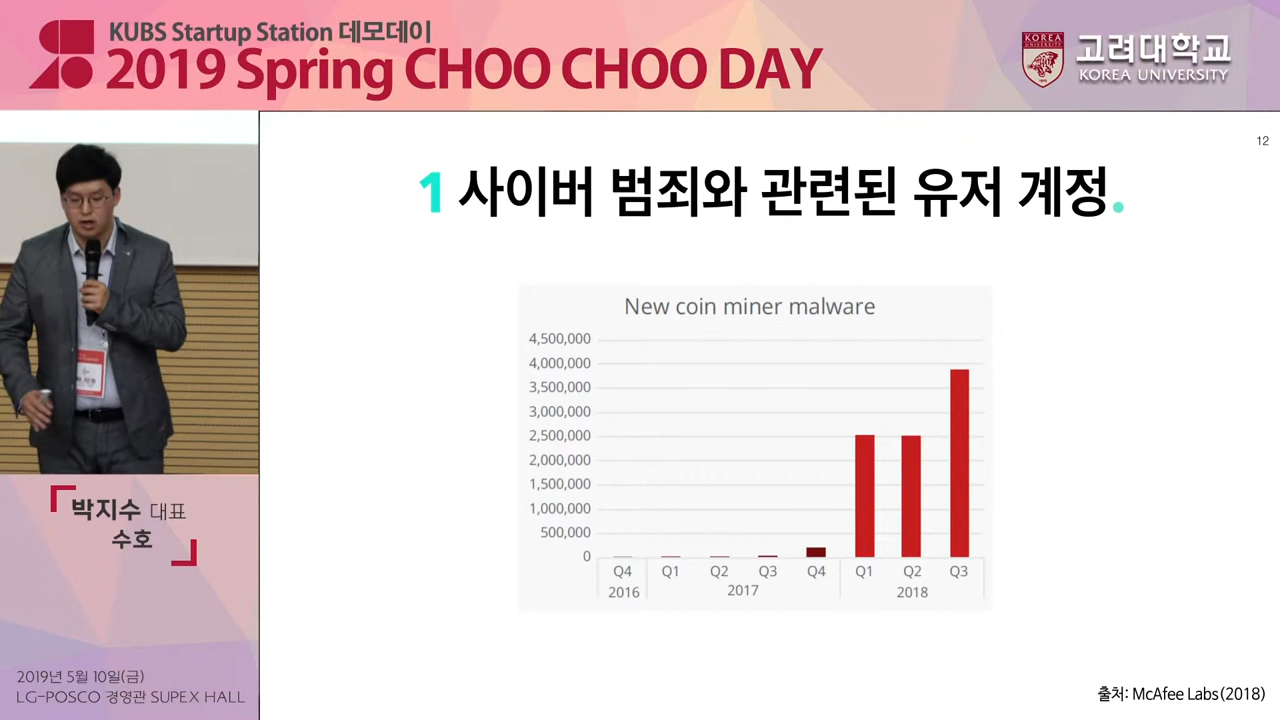 KUBS Startup Station 데모데이
2019 Spring CHOO CHOO DAY
KOREA
UNIVERSITY
고려대학교
KOREA UNIVERSITY
12
1 사이버 범죄와 관련된 유저 계정.
New coin miner malware
4,500,000
4,000,000
3,500,000
3,000,000
2,500,000
2,000,000
1,500,000
1,000,000
500,000
0
Q4 Q1 Q2 Q3 Q4 Q1 Q2 Q3
2016 2017 2018
박지수 대표
수호
2019년 5월 10일(금)
LG-POSCO 경영관 SUPEX HALL
출처: McAfee Labs(2018)